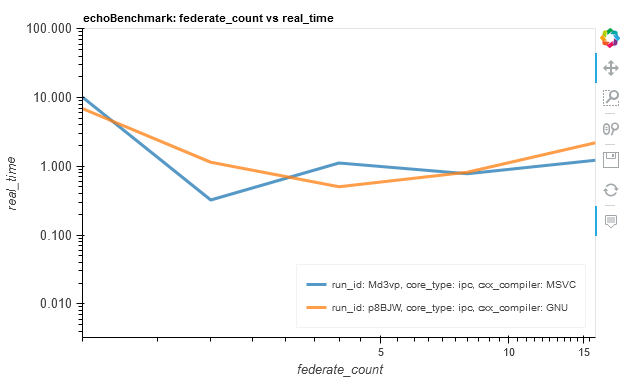 echoBenchmark: federate_count vs real_time
100.000
10.000
1.000
0.100
0.010
real_time
run_id: Md3vp, core_type: ipc, cxx_compiler: MSVC
run_id: p8BJW, core_type: ipc, cxx_compiler: GNU
5
10
15
federate_count